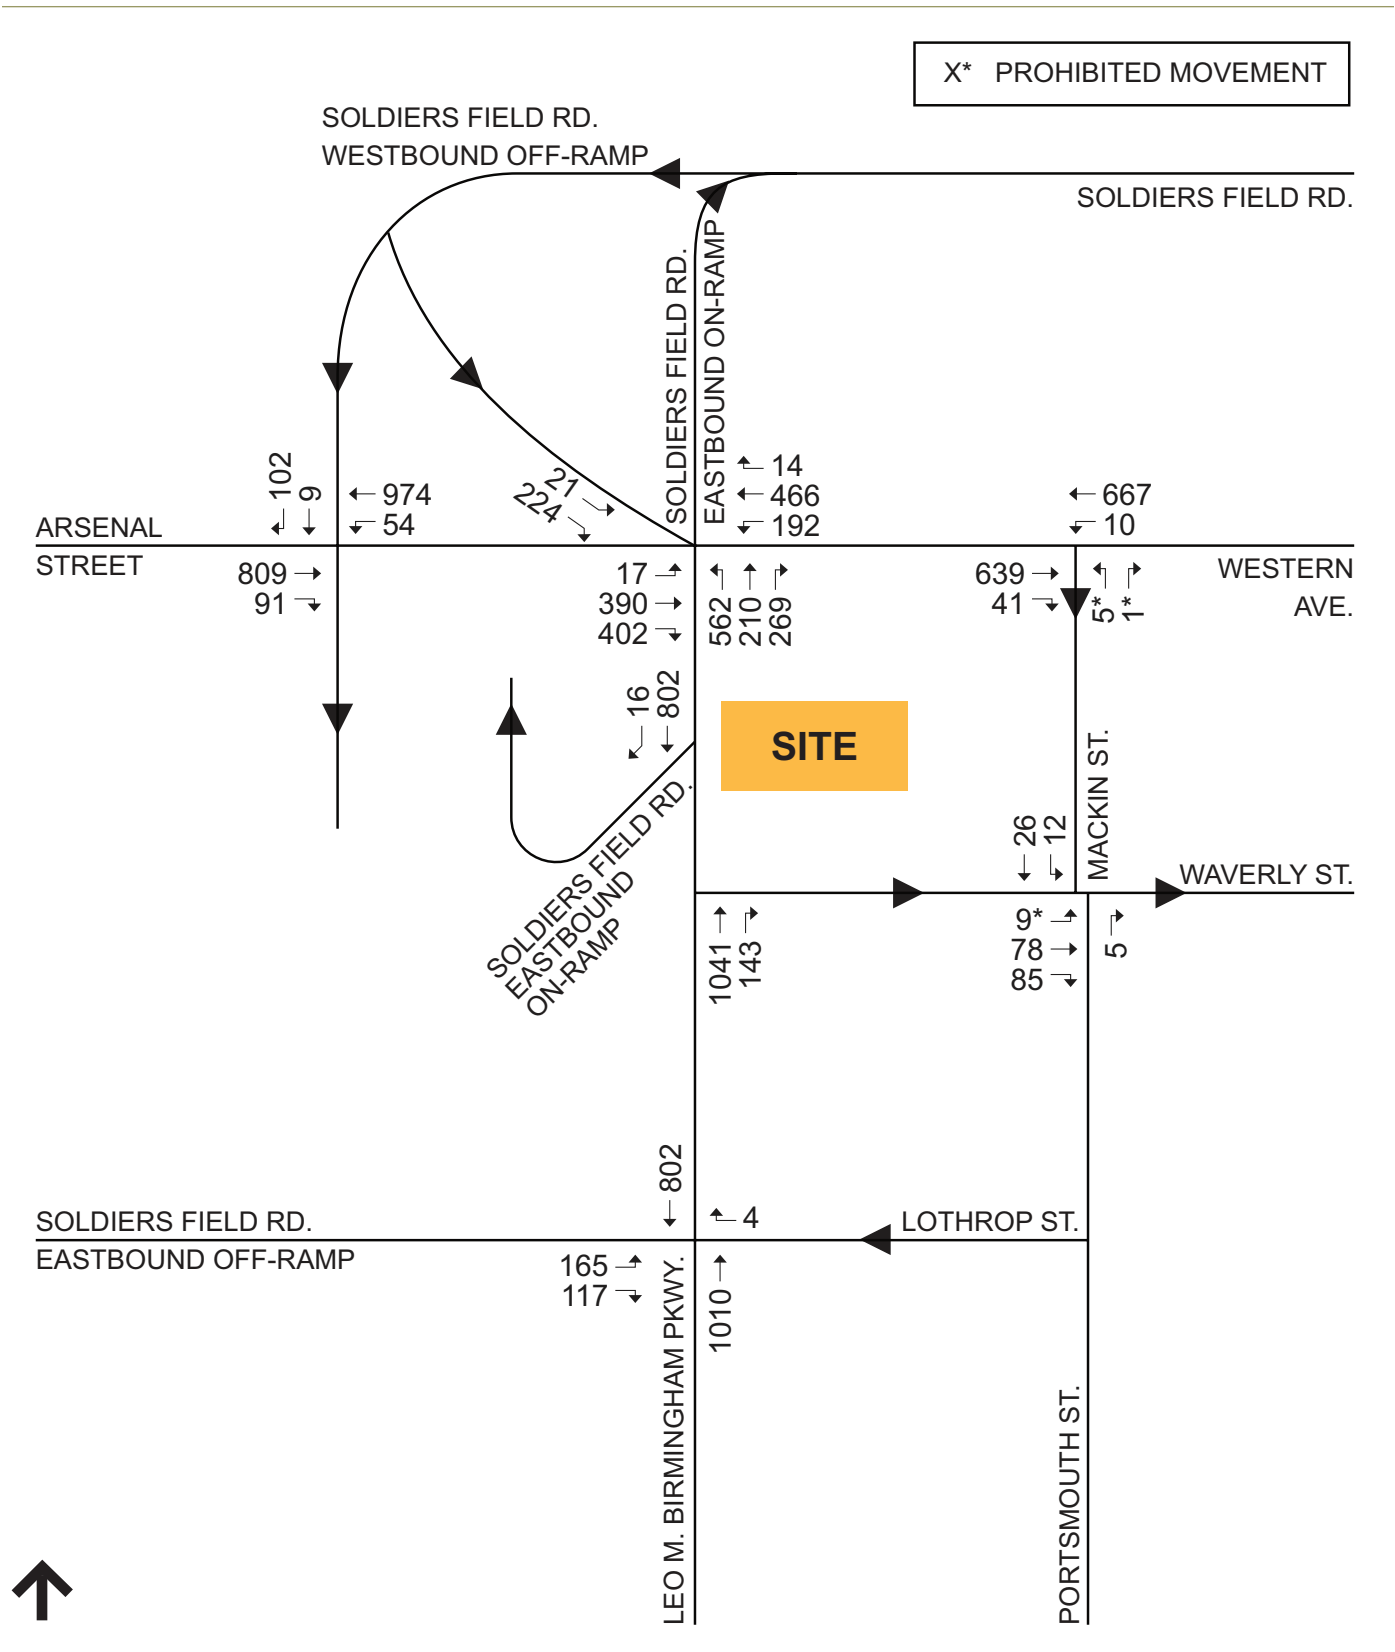 X* PROHIBITED MOVEMENT
SOLDIERS FIELD RD.
WESTBOUND OFF-RAMP
SOLDIERS FIELD RD.
SOLDIERS FIELD RD.
EASTBOUND ON-RAMP
102
9
974
54
21
224
14
466
192
667
10
ARSENAL
STREET
809
91
17
390
402
562
210
269
639
41
5*
1*
WESTERN
AVE.
16
802
SITE
MACKIN ST.
SOLDIERS FIELD RD.
EASTBOUND
ON-RAMP
26
12
WAVERLY ST.
1041
143
9*
78
85
5
802
4
SOLDIERS FIELD RD.
EASTBOUND OFF-RAMP
LOTHROP ST.
165
117
1010
LEO M. BIRMINGHAM PKWY.
PORTSMOUTH ST.